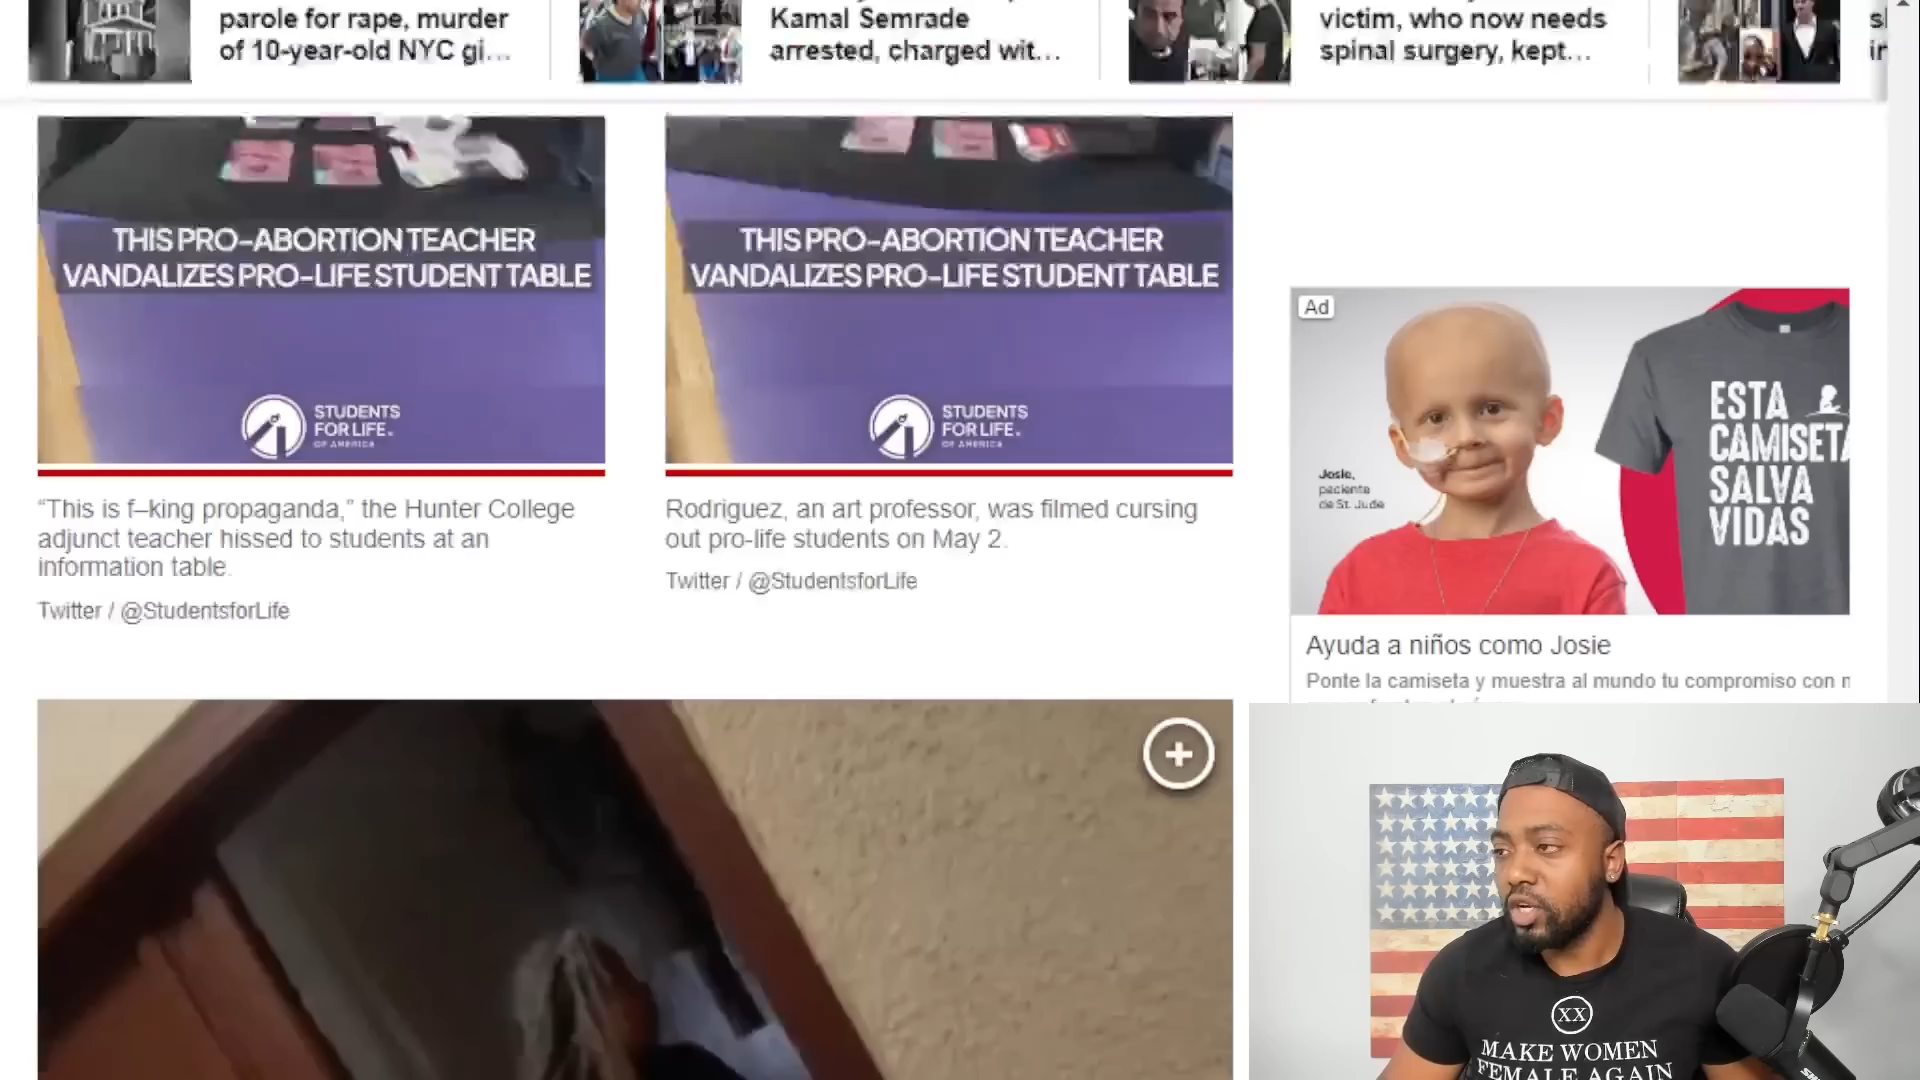 parole for rape, murder
of 10-year-old NYC gi...
Kamal Semrade
arrested, charged wit...
victim, who now needs
spinal surgery, kept...
THIS PRO-ABORTION TEACHER
VANDALIZES PRO-LIFE STUDENT TABLE
STUDENTS
FOR LIFE.
OF AMERICA
THIS PRO-ABORTION TEACHER
VANDALIZES PRO-LIFE STUDENT TABLE
STUDENTS
FOR LIFE.
OF AMERICA
“This is f–king propaganda,” the Hunter College
adjunct teacher hissed to students at an
information table.
Twitter / @StudentsforLife
Rodriguez, an art professor, was filmed cursing
out pro-life students on May 2.
Twitter / @StudentsforLife
Ad
Josie,
paciente
de St. Jude
ESTA
CAMISETA
SALVA
VIDAS
Ayuda a niños como Josie
Ponte la camiseta y muestra al mundo tu compromiso con n
XX
MAKE WOMEN
FEMALE AGAIN